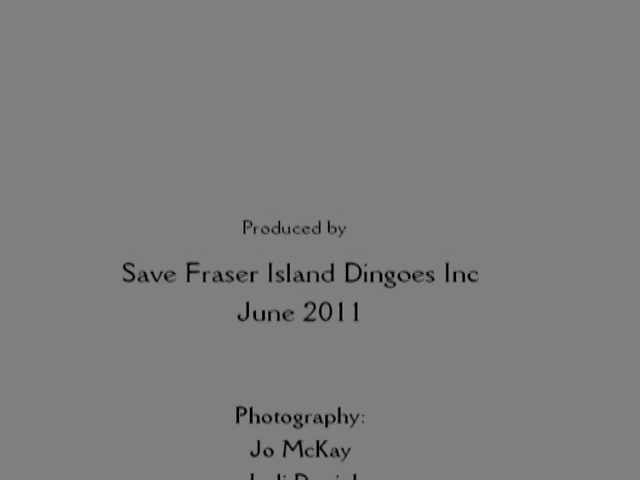 Produced by
Save Fraser Island Dingoes Inc
June 2011
Photography:
Jo McKay